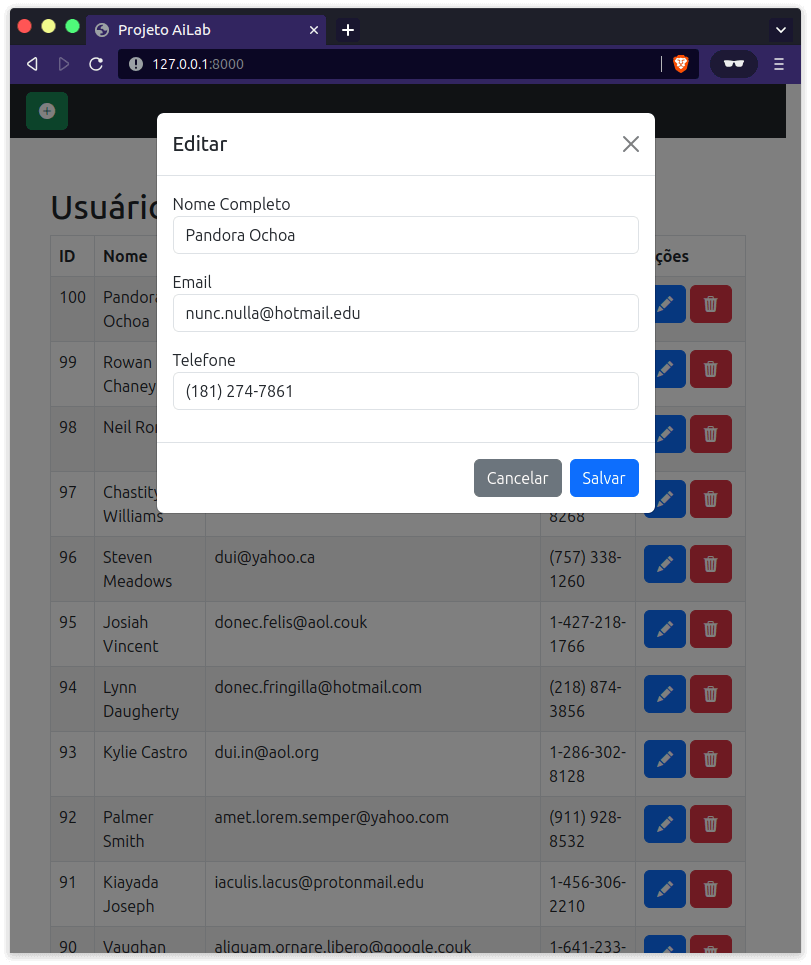 Projeto AiLab
127.0.0.1:8000
Editar
Nome Completo
Pandora Ochoa
Email
nunc.nulla@hotmail.edu
Telefone
(181) 274-7861
Cancelar Salvar
ID Nome
100 Pandora
Ochoa
99 Rowan
Chaney
98 Neil
97 Chastity
Williams
8268
96 Steven dui@yahoo.ca (757) 338-
Meadows 1260
95 Josiah donec.felis@aol.couk 1-427-218-
Vincent 1766
94 Lynn donec.fringilla@hotmail.com (218) 874-
Daugherty 3856
93 Kylie Castro dui.in@aol.org 1-286-302-
8128
92 Palmer amet.lorem.semper@yahoo.com (911) 928-
Smith 8532
91 Kiayada iaculis.lacus@protonmail.edu 1-456-306-
Joseph 2210
90 Vaughan aliquam.ornare.libero@google.couk 1-641-233-